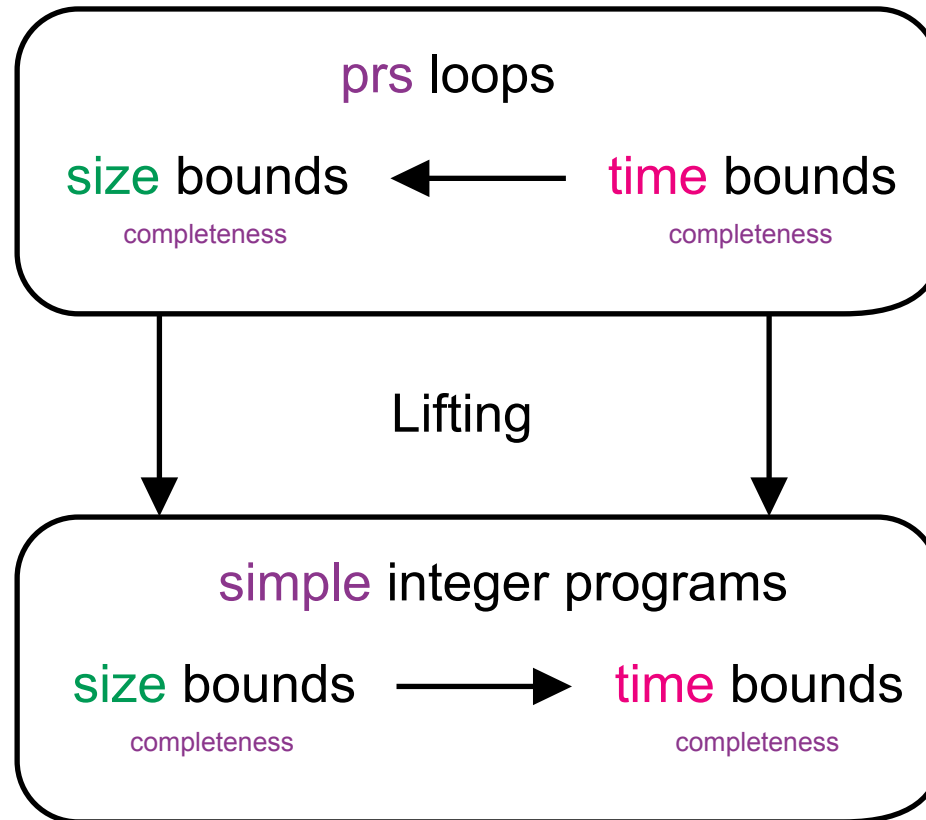 prs loops
size bounds time bounds
completeness completeness
Lifting
simple integer programs
size bounds time bounds
completeness completeness